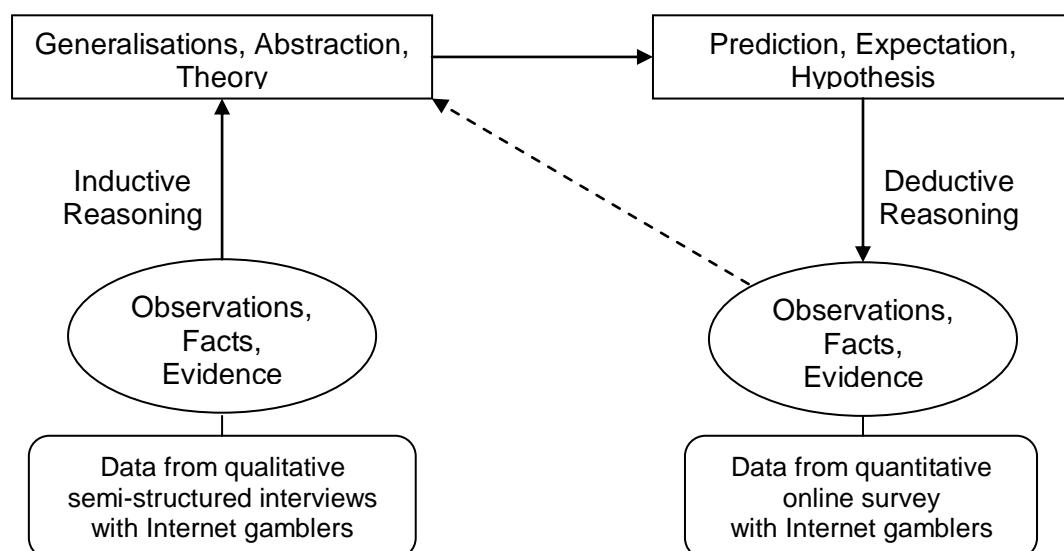 Generalisations, Abstraction,
Theory
Prediction, Expectation,
Hypothesis
Inductive
Reasoning
Deductive
Reasoning
Observations,
Facts,
Evidence
Observations,
Facts,
Evidence
Data from qualitative
semi-structured interviews
with Internet gamblers
Data from quantitative
online survey
with Internet gamblers